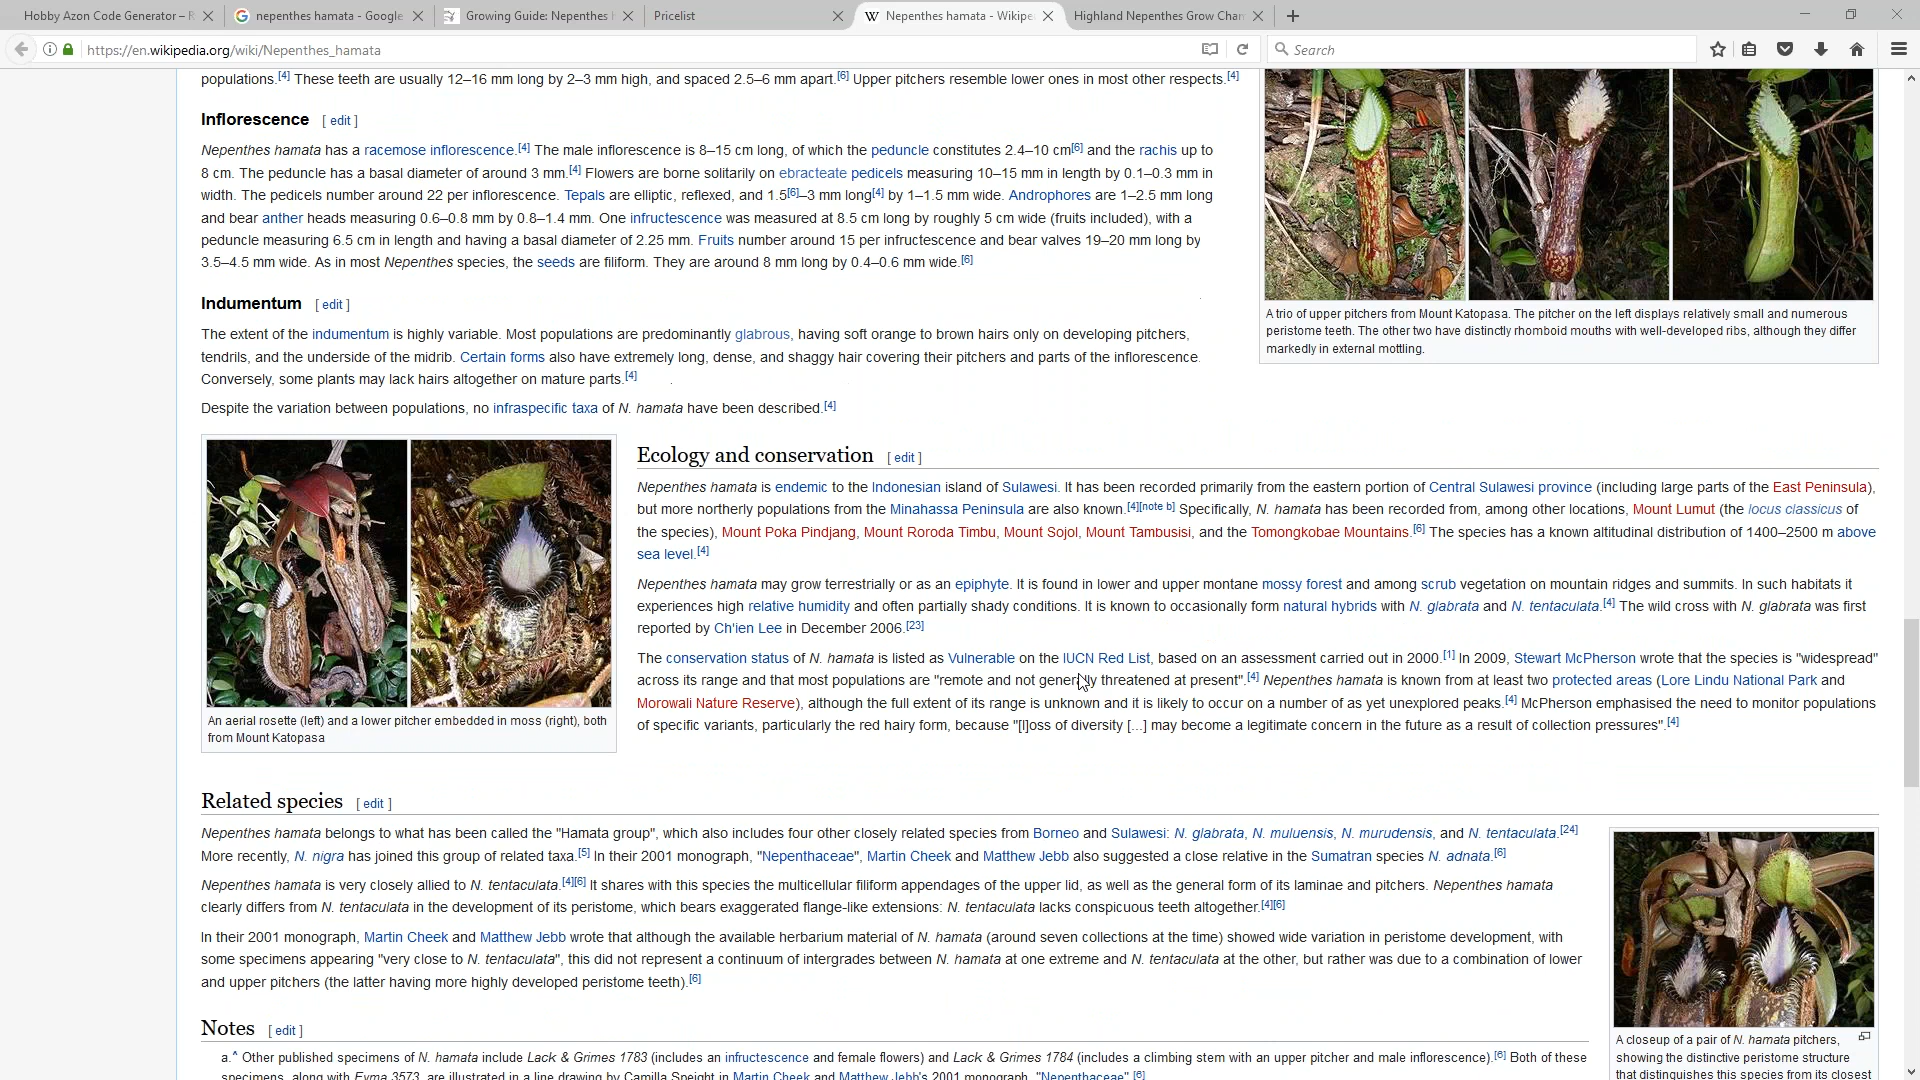 Hobby Azon Code Generator – R
nepenthes hamata - Google
Growing Guide: Nepenthes
Pricelist
Nepenthes hamata - Wikipe
Highland Nepenthes Grow Cham
https://en.wikipedia.org/wiki/Nepenthes_hamata
Search
populations.[4] These teeth are usually 12–16 mm long by 2–3 mm high, and spaced 2.5–6 mm apart.[6] Upper pitchers resemble lower ones in most other respects.[4]
Inflorescence [ edit ]
Nepenthes hamata has a racemose inflorescence.[4] The male inflorescence is 8–15 cm long, of which the peduncle constitutes 2.4–10 cm[6] and the rachis up to
8 cm. The peduncle has a basal diameter of around 3 mm.[4] Flowers are borne solitarily on ebracteate pedicels measuring 10–15 mm in length by 0.1–0.3 mm in
width. The pedicels number around 22 per inflorescence. Tepals are elliptic, reflexed, and 1.5[6]–3 mm long[4] by 1–1.5 mm wide. Androphores are 1–2.5 mm long
and bear anther heads measuring 0.6–0.8 mm by 0.8–1.4 mm. One infructescence was measured at 8.5 cm long by roughly 5 cm wide (fruits included), with a
peduncle measuring 6.5 cm in length and having a basal diameter of 2.25 mm. Fruits number around 15 per infructescence and bear valves 19–20 mm long by
3.5–4.5 mm wide. As in most Nepenthes species, the seeds are filiform. They are around 8 mm long by 0.4–0.6 mm wide.[6]
Indumentum [ edit ]
The extent of the indumentum is highly variable. Most populations are predominantly glabrous, having soft orange to brown hairs only on developing pitchers,
tendrils, and the underside of the midrib. Certain forms also have extremely long, dense, and shaggy hair covering their pitchers and parts of the inflorescence.
Conversely, some plants may lack hairs altogether on mature parts.[4]
Despite the variation between populations, no infraspecific taxa of N. hamata have been described.[4]
A trio of upper pitchers from Mount Katopasa. The pitcher on the left displays relatively small and numerous
peristome teeth. The other two have distinctly rhomboid mouths with well-developed ribs, although they differ
markedly in external mottling.
An aerial rosette (left) and a lower pitcher embedded in moss (right), both
from Mount Katopasa
Ecology and conservation [ edit ]
Nepenthes hamata is endemic to the Indonesian island of Sulawesi. It has been recorded primarily from the eastern portion of Central Sulawesi province (including large parts of the East Peninsula),
but more northerly populations from the Minahassa Peninsula are also known.[4][note b] Specifically, N. hamata has been recorded from, among other locations, Mount Lumut (the locus classicus of
the species), Mount Poka Pindjang, Mount Roroda Timbu, Mount Sojol, Mount Tambusisi, and the Tomongkobae Mountains.[6] The species has a known altitudinal distribution of 1400–2500 m above
sea level.[4]
Nepenthes hamata may grow terrestrially or as an epiphyte. It is found in lower and upper montane mossy forest and among scrub vegetation on mountain ridges and summits. In such habitats it
experiences high relative humidity and often partially shady conditions. It is known to occasionally form natural hybrids with N. glabrata and N. tentaculata.[4] The wild cross with N. glabrata was first
reported by Ch'ien Lee in December 2006.[23]
The conservation status of N. hamata is listed as Vulnerable on the IUCN Red List, based on an assessment carried out in 2000.[1] In 2009, Stewart McPherson wrote that the species is "widespread"
across its range and that most populations are "remote and not generally threatened at present".[4] Nepenthes hamata is known from at least two protected areas (Lore Lindu National Park and
Morowali Nature Reserve), although the full extent of its range is unknown and it is likely to occur on a number of as yet unexplored peaks.[4] McPherson emphasised the need to monitor populations
of specific variants, particularly the red hairy form, because "[l]oss of diversity [...] may become a legitimate concern in the future as a result of collection pressures".[4]
Related species [ edit ]
Nepenthes hamata belongs to what has been called the "Hamata group", which also includes four other closely related species from Borneo and Sulawesi: N. glabrata, N. muluensis, N. murudensis, and N. tentaculata.[24]
More recently, N. nigra has joined this group of related taxa.[5] In their 2001 monograph, "Nepenthaceae", Martin Cheek and Matthew Jebb also suggested a close relative in the Sumatran species N. adnata.[6]
Nepenthes hamata is very closely allied to N. tentaculata.[4][6] It shares with this species the multicellular filiform appendages of the upper lid, as well as the general form of its laminae and pitchers. Nepenthes hamata
clearly differs from N. tentaculata in the development of its peristome, which bears exaggerated flange-like extensions: N. tentaculata lacks conspicuous teeth altogether.[4][6]
In their 2001 monograph, Martin Cheek and Matthew Jebb wrote that although the available herbarium material of N. hamata (around seven collections at the time) showed wide variation in peristome development, with
some specimens appearing "very close to N. tentaculata", this did not represent a continuum of intergrades between N. hamata at one extreme and N. tentaculata at the other, but rather was due to a combination of lower
and upper pitchers (the latter having more highly developed peristome teeth).[6]
A closeup of a pair of N. hamata pitchers,
showing the distinctive peristome structure
that distinguishes this species from its closest
Notes [ edit ]
a.^ Other published specimens of N. hamata include Lack & Grimes 1783 (includes an infructescence and female flowers) and Lack & Grimes 1784 (includes a climbing stem with an upper pitcher and male inflorescence).[6] Both of these
specimens, along with Eyma 3573, are illustrated in a line drawing by Camilla Speight in Martin Cheek and Matthew Jebb's 2001 monograph, "Nepenthaceae".[6]